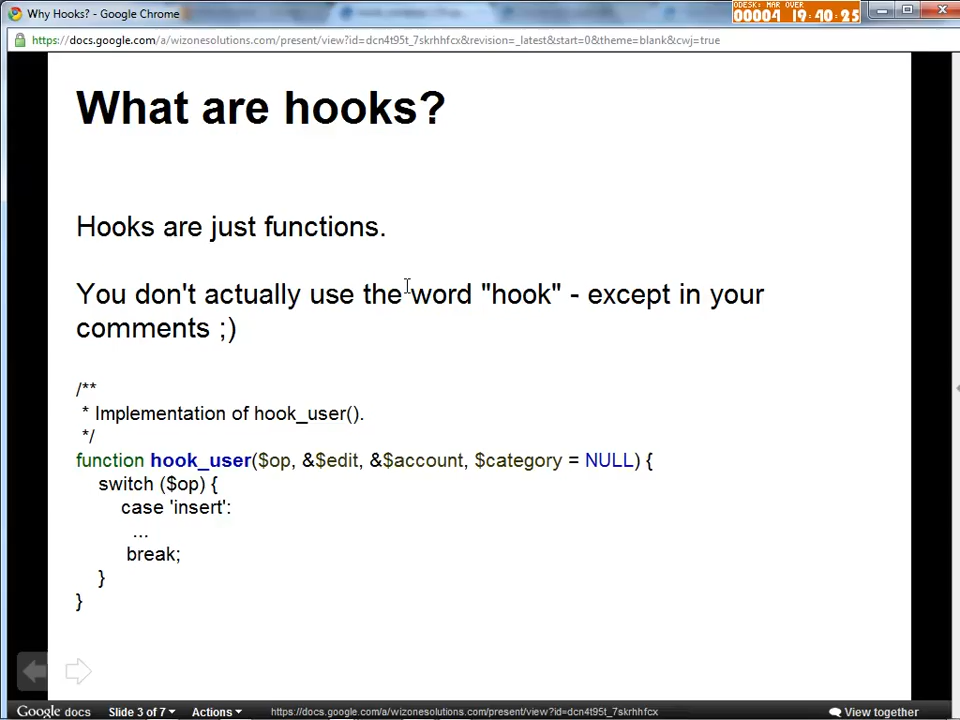 Why Hooks? - Google Chrome
ODESK: MAR OVER
00004 19:40:25
https://docs.google.com/a/wizonesolutions.com/present/view?id=dcn4t95t_7skrhhfcx&revision=_latest&start=0&theme=blank&cwj=true
What are hooks?
Hooks are just functions.
You don't actually use the word "hook" - except in your
comments ;)
/**
* Implementation of hook_user().
*/
function hook_user($op, &$edit, &$account, $category = NULL) {
switch ($op) {
case 'insert':
...
break;
}
}
Google docs Slide 3 of 7 Actions https://docs.google.com/a/wizonesolutions.com/present/view?id=dcn4t95t_7skrhhfcx View together